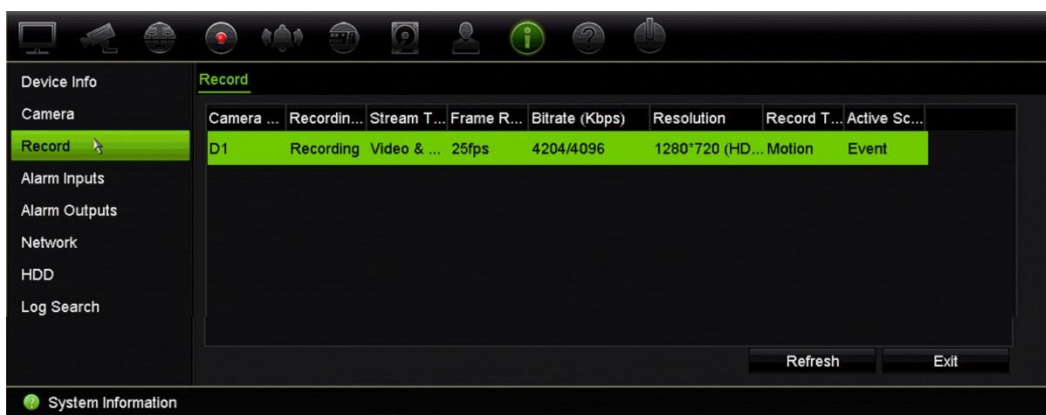 Device Info
Camera
Record
Alarm Inputs
Alarm Outputs
Network
HDD
Log Search
Record
Camera ... Recordin... Stream T... Frame R... Bitrate (Kbps) Resolution Record T... Active Sc...
D1 Recording Video & ... 25fps 4204/4096 1280*720 (HD... Motion Event
Refresh Exit
System Information